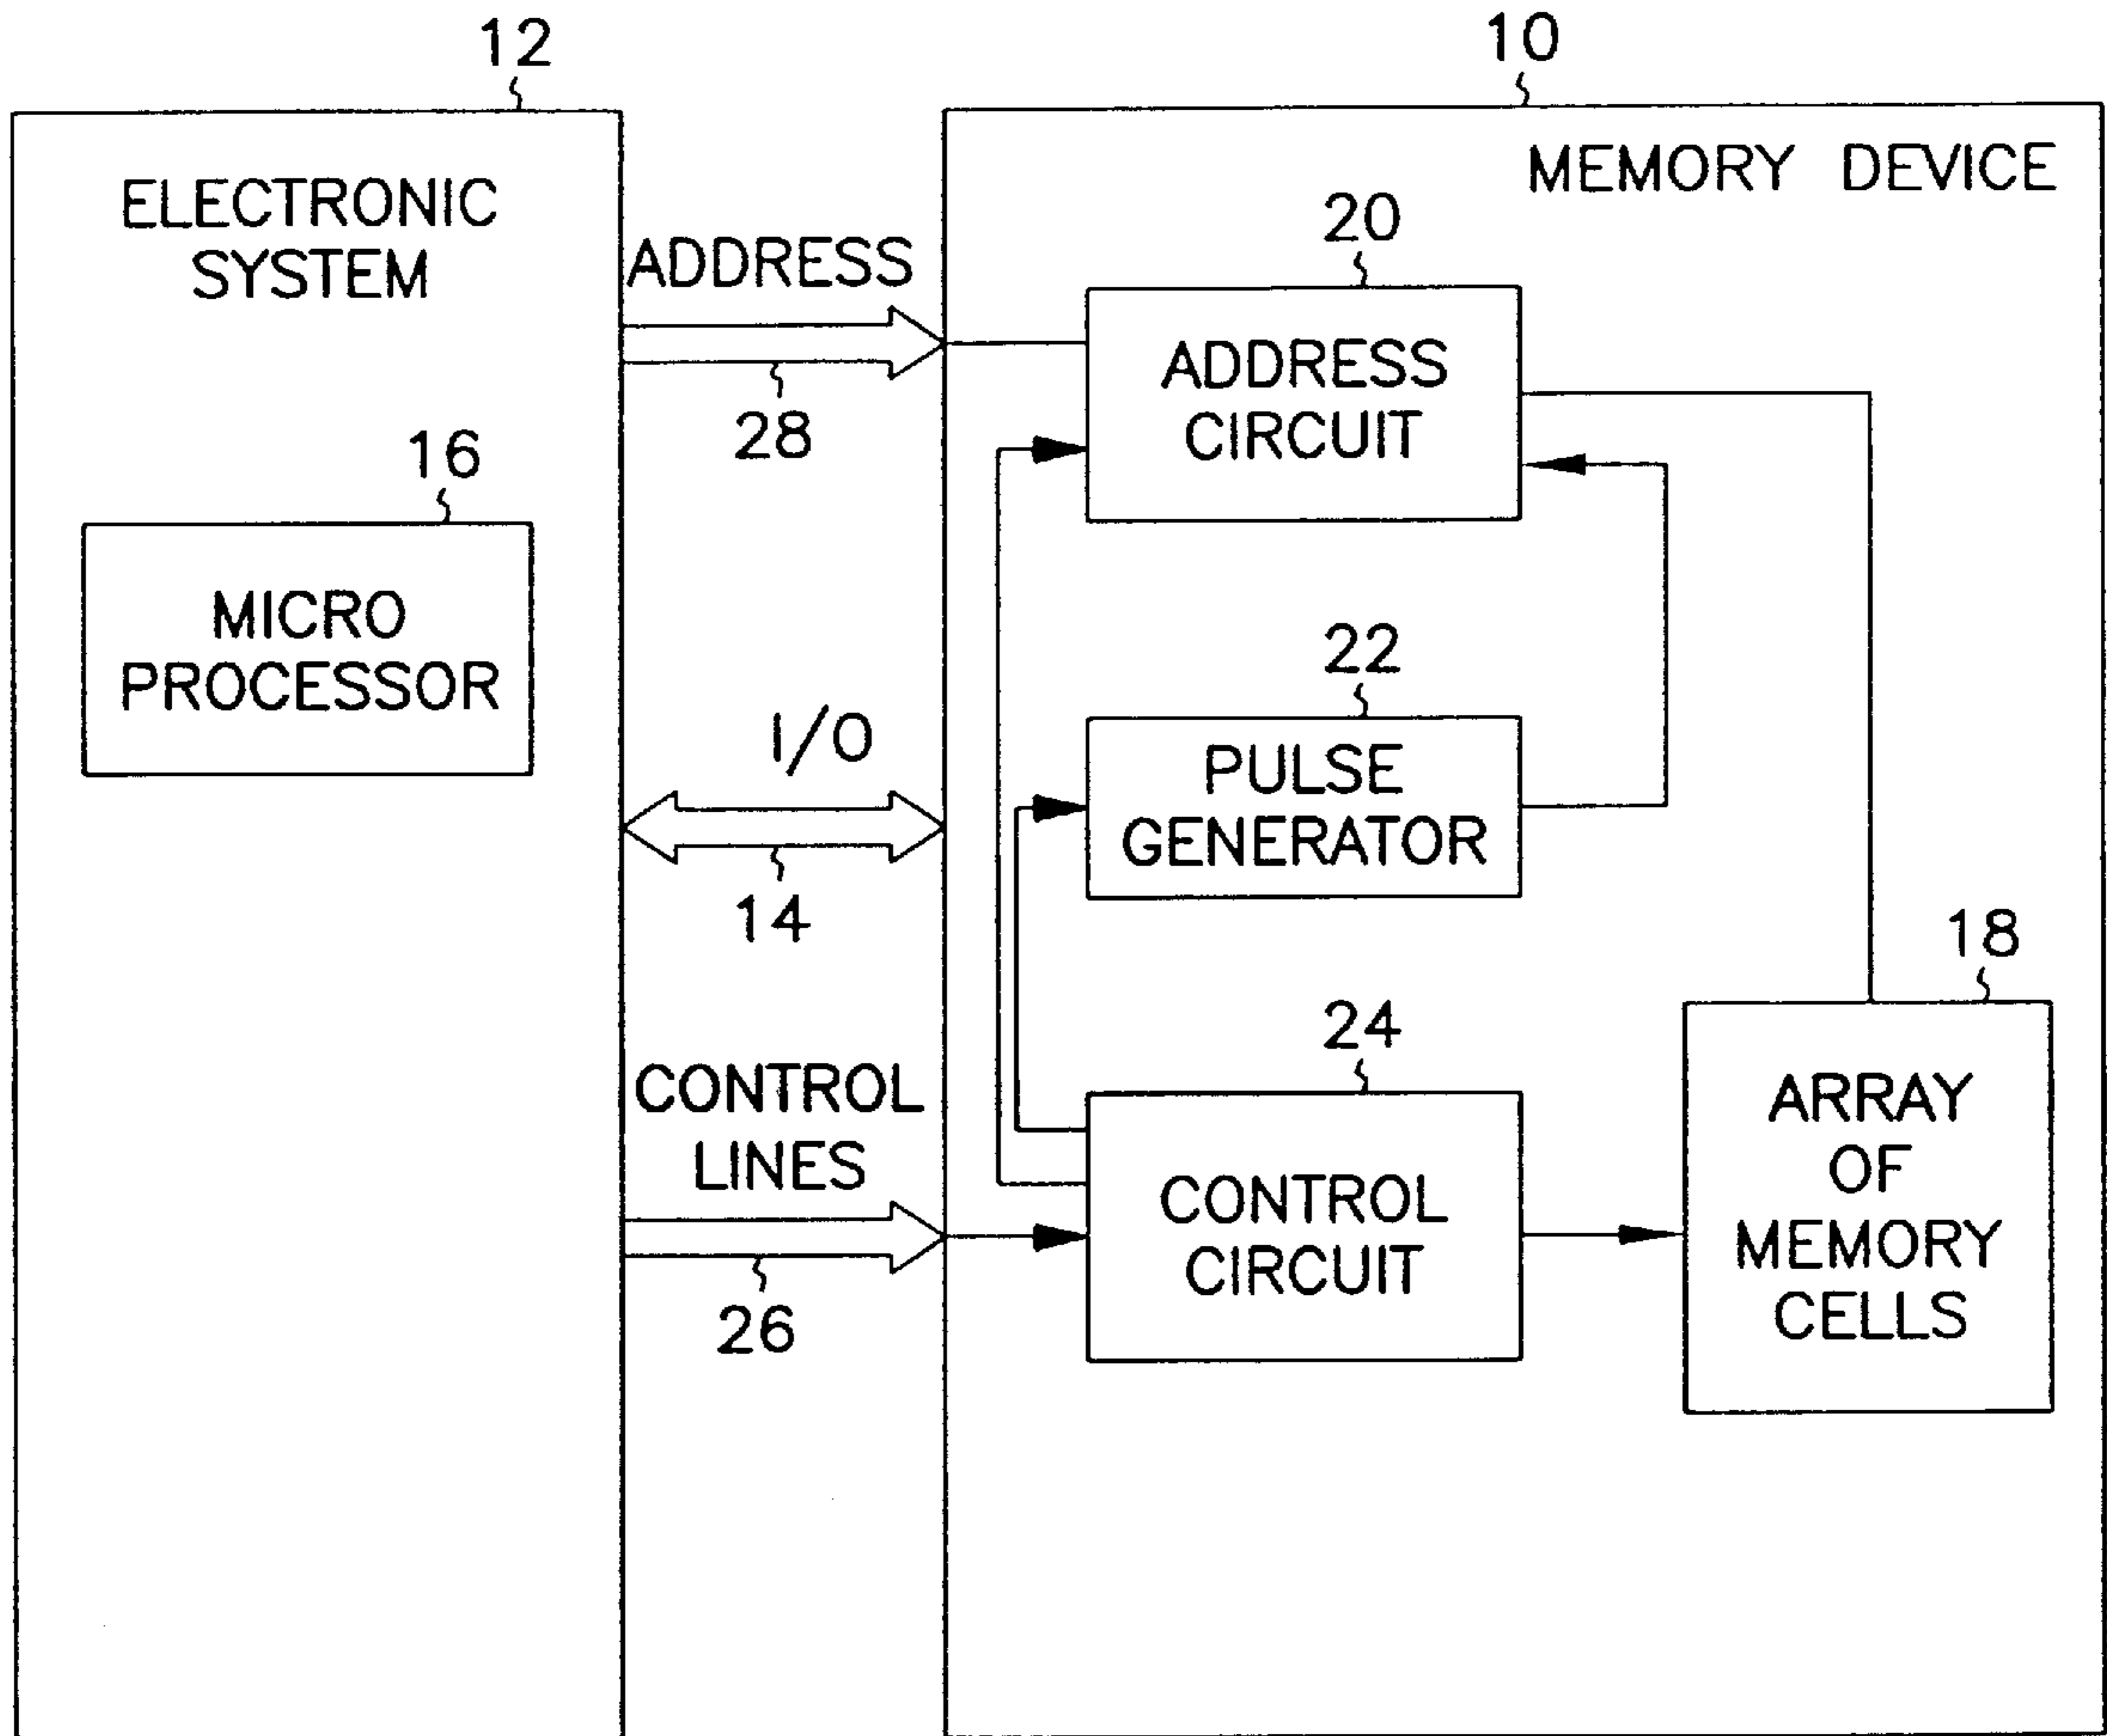 12
10
ELECTRONIC
SYSTEM
MEMORY DEVICE
ADDRESS
28
20
ADDRESS
CIRCUIT
16
MICRO
PROCESSOR
I/O
14
22
PULSE
GENERATOR
18
ARRAY
OF
MEMORY
CELLS
24
CONTROL
CIRCUIT
CONTROL
LINES
26